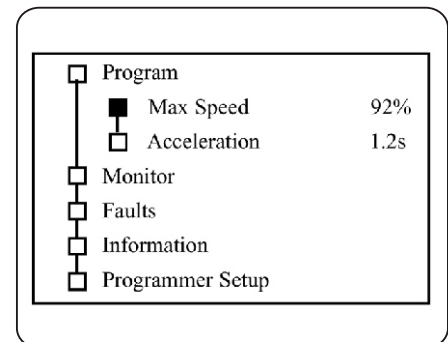 Program
Max Speed 92%
Acceleration 1.2s
Monitor
Faults
Information
Programmer Setup